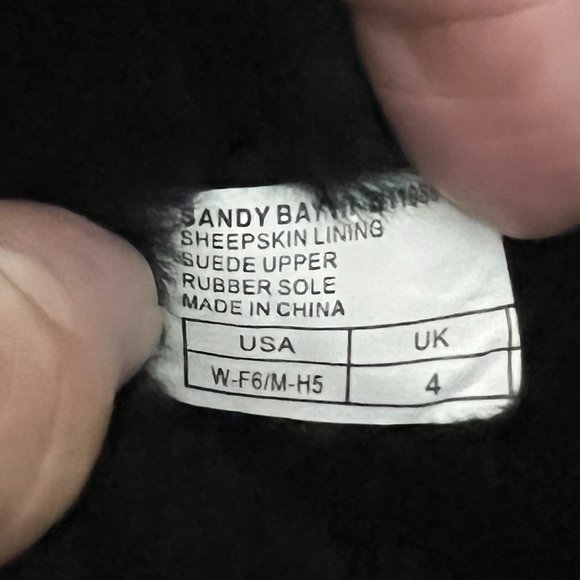 SANDY BAY
SHEEPSKIN LINING
SUEDE UPPER
RUBBER SOLE
MADE IN CHINA
USA UK
W-F6/M-H5 4